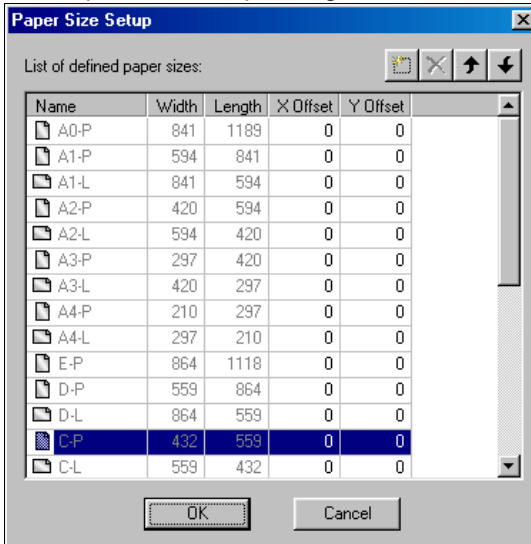 Paper Size Setup
List of defined paper sizes:
Name Width Length X Offset Y Offset
A0-P 841 1189 0 0
A1-P 594 841 0 0
A1-L 841 594 0 0
A2-P 420 594 0 0
A2-L 594 420 0 0
A3-P 297 420 0 0
A3-L 420 297 0 0
A4-P 210 297 0 0
A4-L 297 210 0 0
E-P 864 1118 0 0
D-P 559 864 0 0
D-L 864 559 0 0
C-P 432 559 0 0
C-L 559 432 0 0
OK Cancel